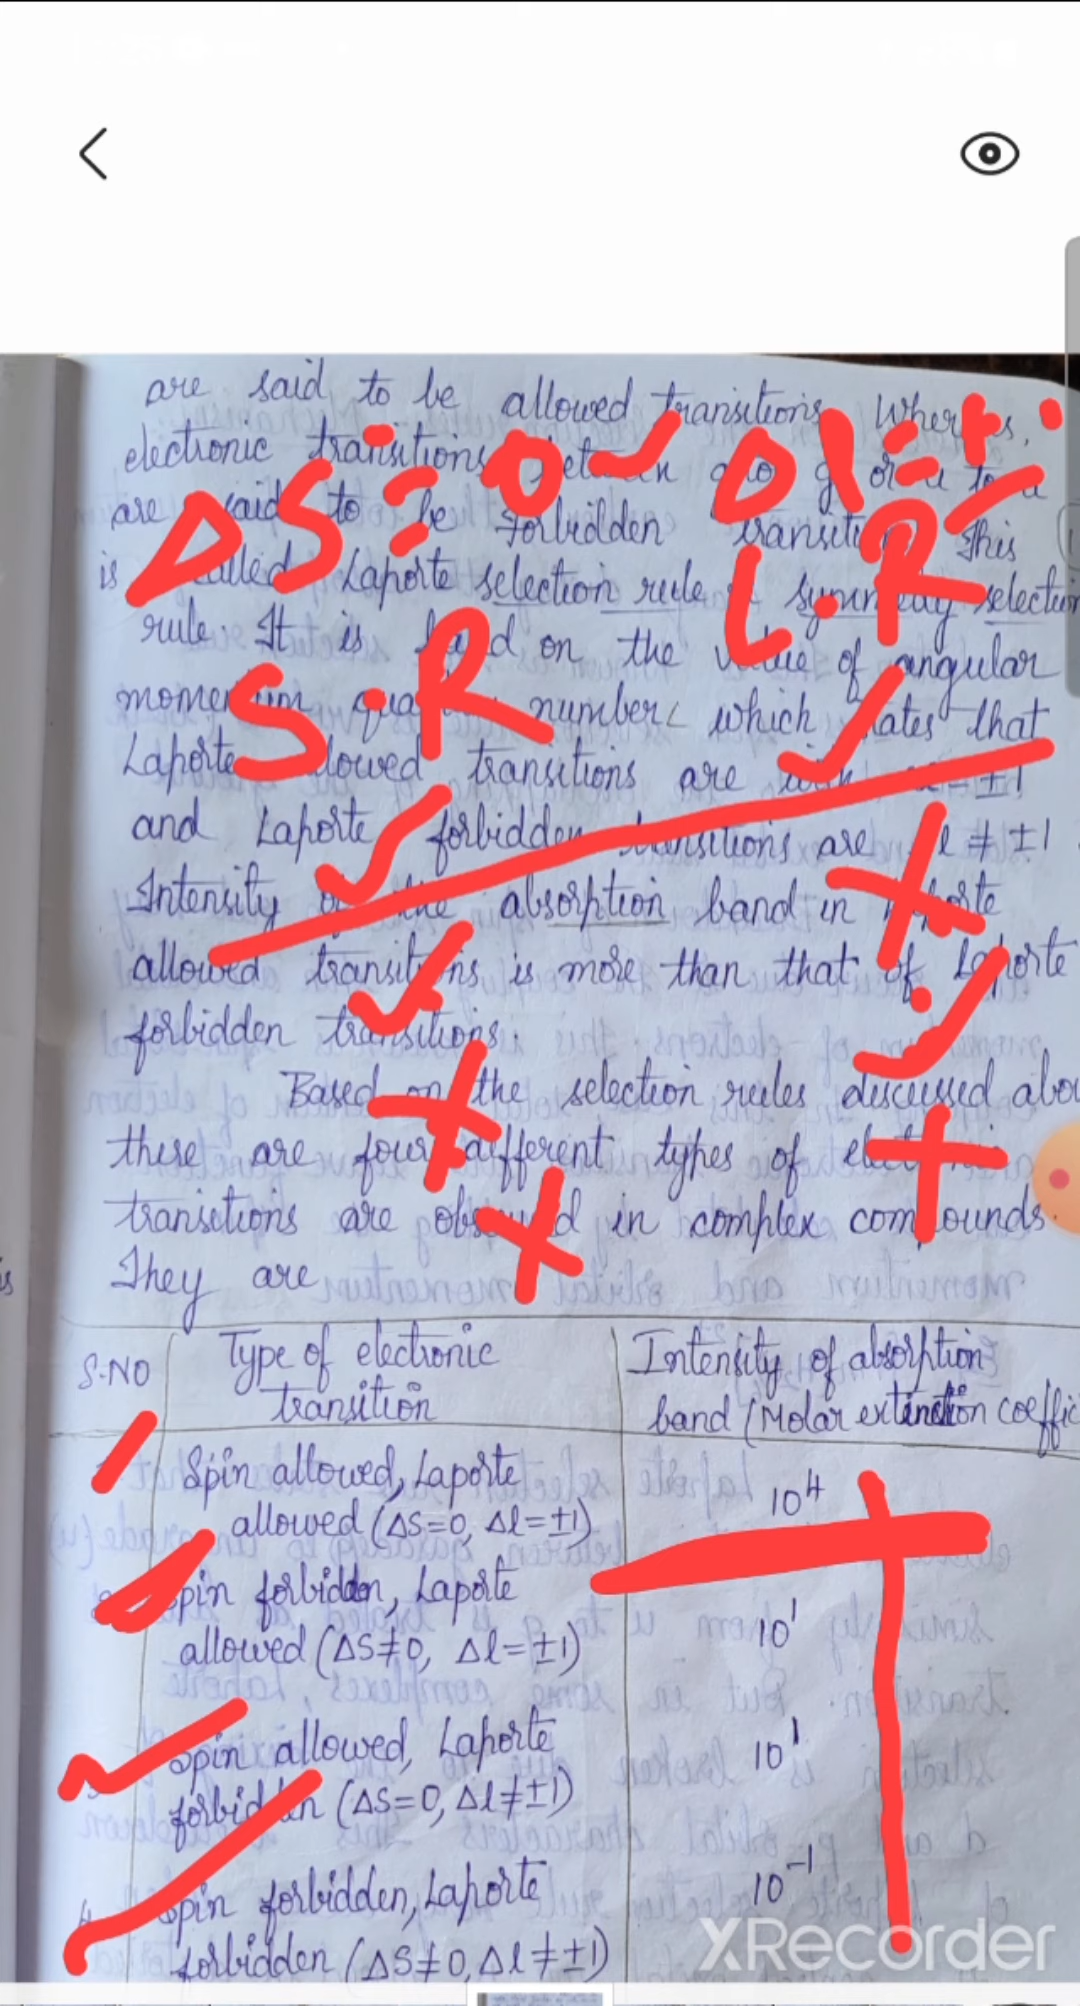 are said to be allowed transitions. Whereas,
electronic transitions between g to g or u to u
are said to be forbidden transitions This
is called Laporte selection rule symmetry selection
rule. It is based on the value of angular
momentum quantum number which states that
Laporte allowed transitions are with = ±1
and Laporte forbidden transitions are l ≠ ±1
Intensity of the absorption band in Laporte
allowed transitions is more than that of Laporte
forbidden transitions.
Based on the selection rules discussed abo
these are four different types of electronic
transitions are observed in complex compounds.
They are
ΔS = 0 Δl = ±1
L.R
S.R
S.NO Type of electronic transition Intensity of absorption band (Molar extinction coeffic
Spin allowed, Laporte
allowed (ΔS=0, Δl=±1) 10⁴
Spin forbidden, Laporte
allowed (ΔS≠0, Δl=±1) 10¹
Spin allowed, Laporte
forbidden (ΔS=0, Δl≠±1) 10¹
Spin forbidden, Laporte
forbidden (ΔS≠0, Δl≠±1) 10⁻¹
XRecorder